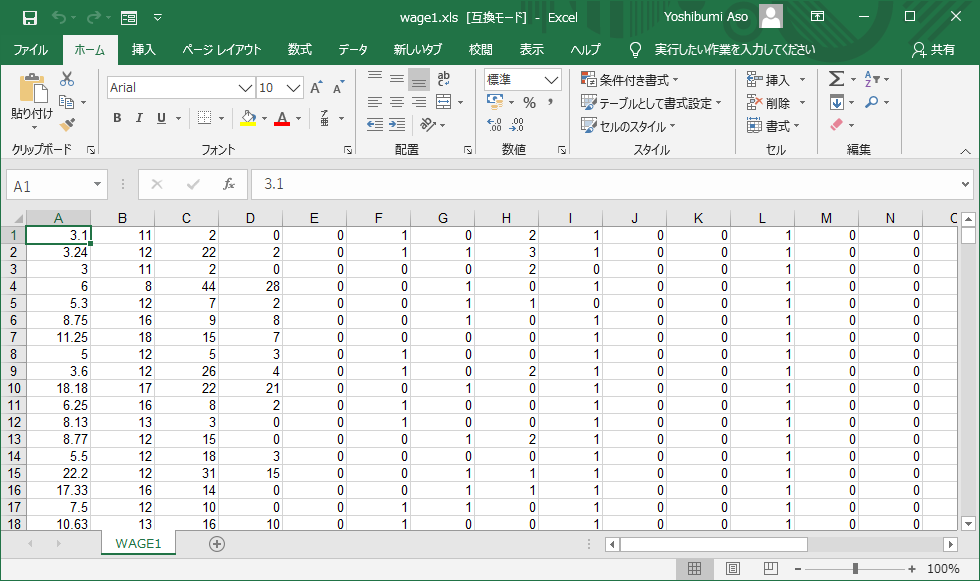 wage1.xls [互換モード] - Excel
Yoshibumi Aso
ファイル ホーム 挿入 ページ レイアウト 数式 データ 新しいタブ 校閲 表示 ヘルプ 実行したい作業を入力してください 共有
貼り付け
Arial 10
B I U
標準
条件付き書式
テーブルとして書式設定
セルのスタイル
挿入
削除
書式
クリップボード フォント 配置 数値 スタイル セル 編集
A1 fx 3.1
A B C D E F G H I J K L M N
1 3.1 11 2 0 0 1 0 2 1 0 0 1 0 0
2 3.24 12 22 2 0 1 1 3 1 0 0 1 0 0
3 3 11 2 0 0 0 0 2 0 0 0 1 0 0
4 6 8 44 28 0 0 1 0 1 0 0 1 0 0
5 5.3 12 7 2 0 0 1 1 0 0 0 1 0 0
6 8.75 16 9 8 0 0 1 0 1 0 0 1 0 0
7 11.25 18 15 7 0 0 1 0 1 0 0 1 0 0
8 5 12 5 3 0 1 0 0 1 0 0 1 0 0
9 3.6 12 26 4 0 1 0 2 1 0 0 1 0 0
10 18.18 17 22 21 0 0 1 0 1 0 0 1 0 0
11 6.25 16 8 2 0 1 0 0 1 0 0 1 0 0
12 8.13 13 3 0 0 1 0 0 1 0 0 1 0 0
13 8.77 12 15 0 0 0 1 2 1 0 0 1 0 0
14 5.5 12 18 3 0 0 0 0 1 0 0 1 0 0
15 22.2 12 31 15 0 0 1 1 1 0 0 1 0 0
16 17.33 16 14 0 0 0 1 1 1 0 0 1 0 0
17 7.5 12 10 0 0 1 1 0 1 0 0 1 0 0
18 10.63 13 16 10 0 1 1 0 1 0 0 1 0 0
WAGE1
100%